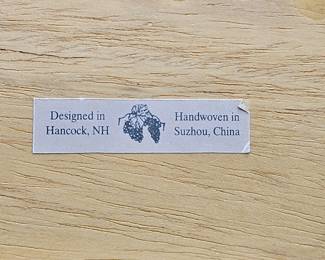 Designed in
Hancock, NH
Handwoven in
Suzhou, China